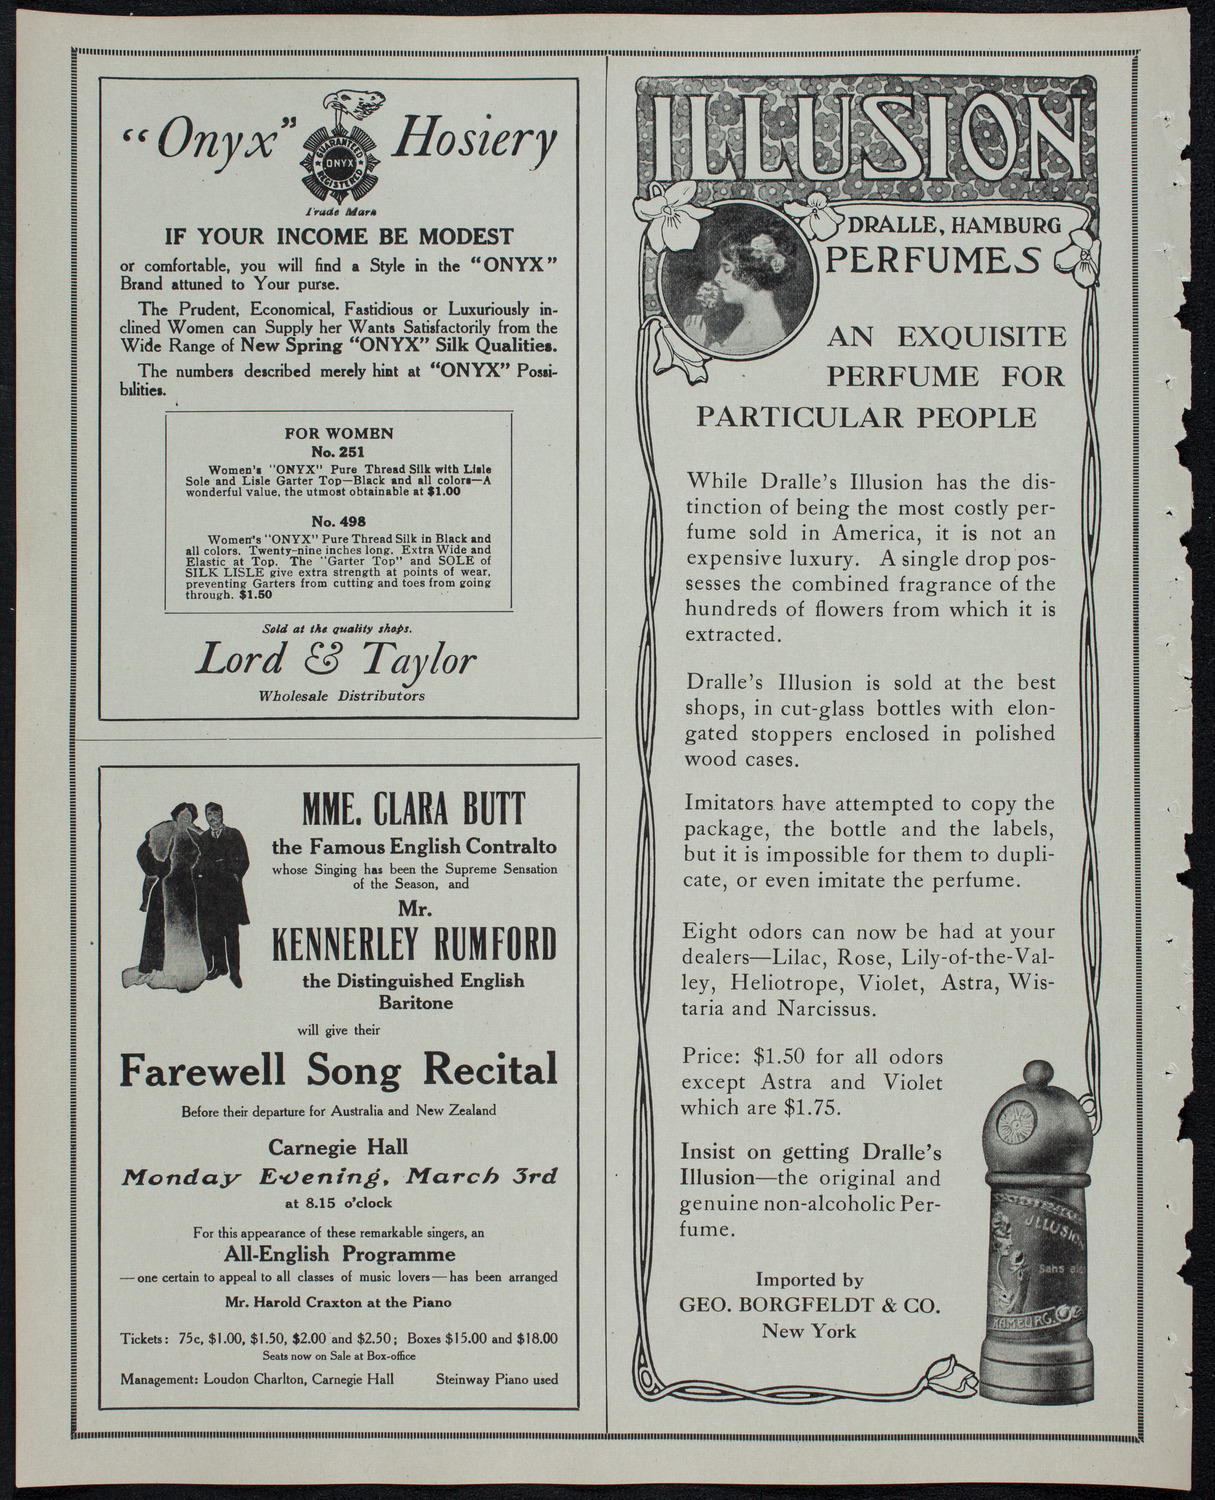 "Onyx" Hosiery
GUARANTEED
ONYX
REGISTERED
Trade Mark
IF YOUR INCOME BE MODEST
or comfortable, you will find a Style in the "ONYX"
Brand attuned to Your purse.
The Prudent, Economical, Fastidious or Luxuriously in-
clined Women can Supply her Wants Satisfactorily from the
Wide Range of New Spring "ONYX" Silk Qualities.
The numbers described merely hint at "ONYX" Possi-
bilities.
FOR WOMEN
No. 251
Women's "ONYX" Pure Thread Silk with Lisle
Sole and Lisle Garter Top—Black and all colors—A
wonderful value, the utmost obtainable at $1.00
No. 498
Women's "ONYX" Pure Thread Silk in Black and
all colors. Twenty-nine inches long. Extra Wide and
Elastic at Top. The "Garter Top" and SOLE of
SILK LISLE give extra strength at points of wear,
preventing Garters from cutting and toes from going
through. $1.50
Sold at the quality shops.
Lord & Taylor
Wholesale Distributors
MME. CLARA BUTT
the Famous English Contralto
whose Singing has been the Supreme Sensation
of the Season, and
Mr.
KENNERLEY RUMFORD
the Distinguished English
Baritone
will give their
Farewell Song Recital
Before their departure for Australia and New Zealand
Carnegie Hall
Monday Evening, March 3rd
at 8.15 o'clock
For this appearance of these remarkable singers, an
All-English Programme
—one certain to appeal to all classes of music lovers—has been arranged
Mr. Harold Craxton at the Piano
Tickets: 75c, $1.00, $1.50, $2.00 and $2.50; Boxes $15.00 and $18.00
Seats now on Sale at Box-office
Management: Loudon Charlton, Carnegie Hall Steinway Piano used
ILLUSION
DRALLE, HAMBURG
PERFUMES
AN EXQUISITE
PERFUME FOR
PARTICULAR PEOPLE
While Dralle's Illusion has the dis-
tinction of being the most costly per-
fume sold in America, it is not an
expensive luxury. A single drop pos-
sesses the combined fragrance of the
hundreds of flowers from which it is
extracted.
Dralle's Illusion is sold at the best
shops, in cut-glass bottles with elon-
gated stoppers enclosed in polished
wood cases.
Imitators have attempted to copy the
package, the bottle and the labels,
but it is impossible for them to dupli-
cate, or even imitate the perfume.
Eight odors can now be had at your
dealers—Lilac, Rose, Lily-of-the-Val-
ley, Heliotrope, Violet, Astra, Wis-
taria and Narcissus.
Price: $1.50 for all odors
except Astra and Violet
which are $1.75.
Insist on getting Dralle's
Illusion—the original and
genuine non-alcoholic Per-
fume.
Imported by
GEO. BORGFELDT & CO.
New York
ILLUSION
Sans
HAMBURG.